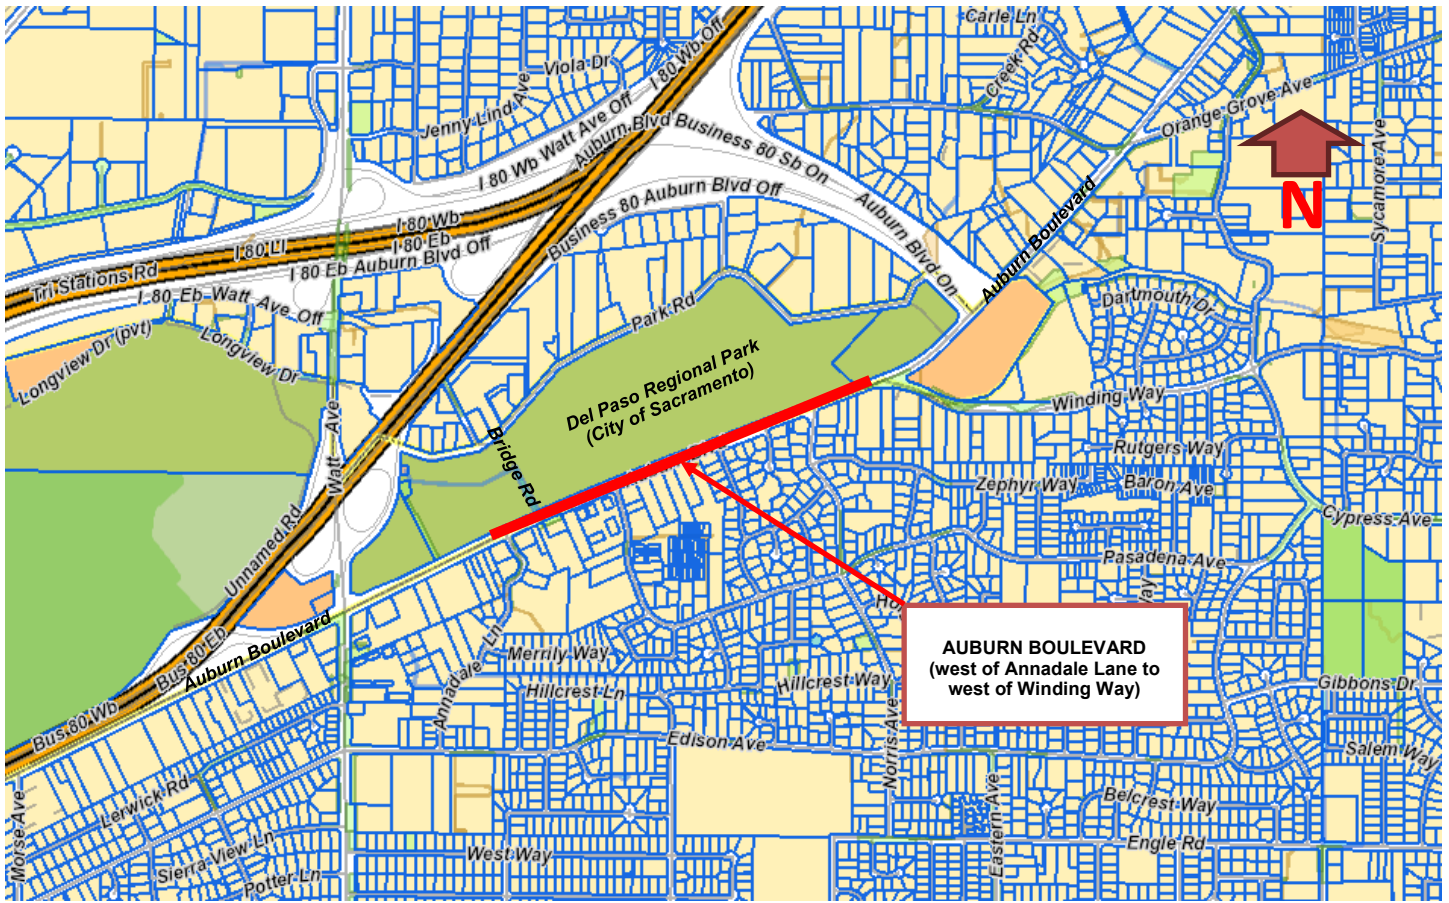 Carle Ln
Creek Rd
I 80 Wb Off
Viola Dr
Jenny Lind Ave
I 80 Wb Watt Ave Off
Auburn Blvd Business 80 Sb On
Orange Grove Ave
Sycamore Ave
N
Business 80 Auburn Blvd Off
Auburn Blvd On
Auburn Boulevard
I 80 Wb
I 80 Ll
I 80 Eb
I 80 Eb Auburn Blvd Off
Tri Stations Rd
I 80 Eb Watt Ave Off
Longview Dr (pvt)
Longview Dr
Park Rd
Dartmouth Dr
Del Paso Regional Park
(City of Sacramento)
Winding Way
Watt Ave
Bridge Rd
Rutgers Way
Zephyr Way
Baron Ave
Cypress Ave
Unnamed Rd
Pasadena Ave
Way
AUBURN BOULEVARD
(west of Annadale Lane to
west of Winding Way)
Auburn Boulevard
Bus 80 Eb
Bus 80 Wb
Annadale Ln
Merrily Way
Hillcrest Ln
Hillcrest Way
Gibbons Dr
Edison Ave
Norris Ave
Salem Way
Morse Ave
Lerwick Rd
Eastern Ave
Belcrest Way
Engle Rd
Sierra View Ln
West Way
Potter Ln